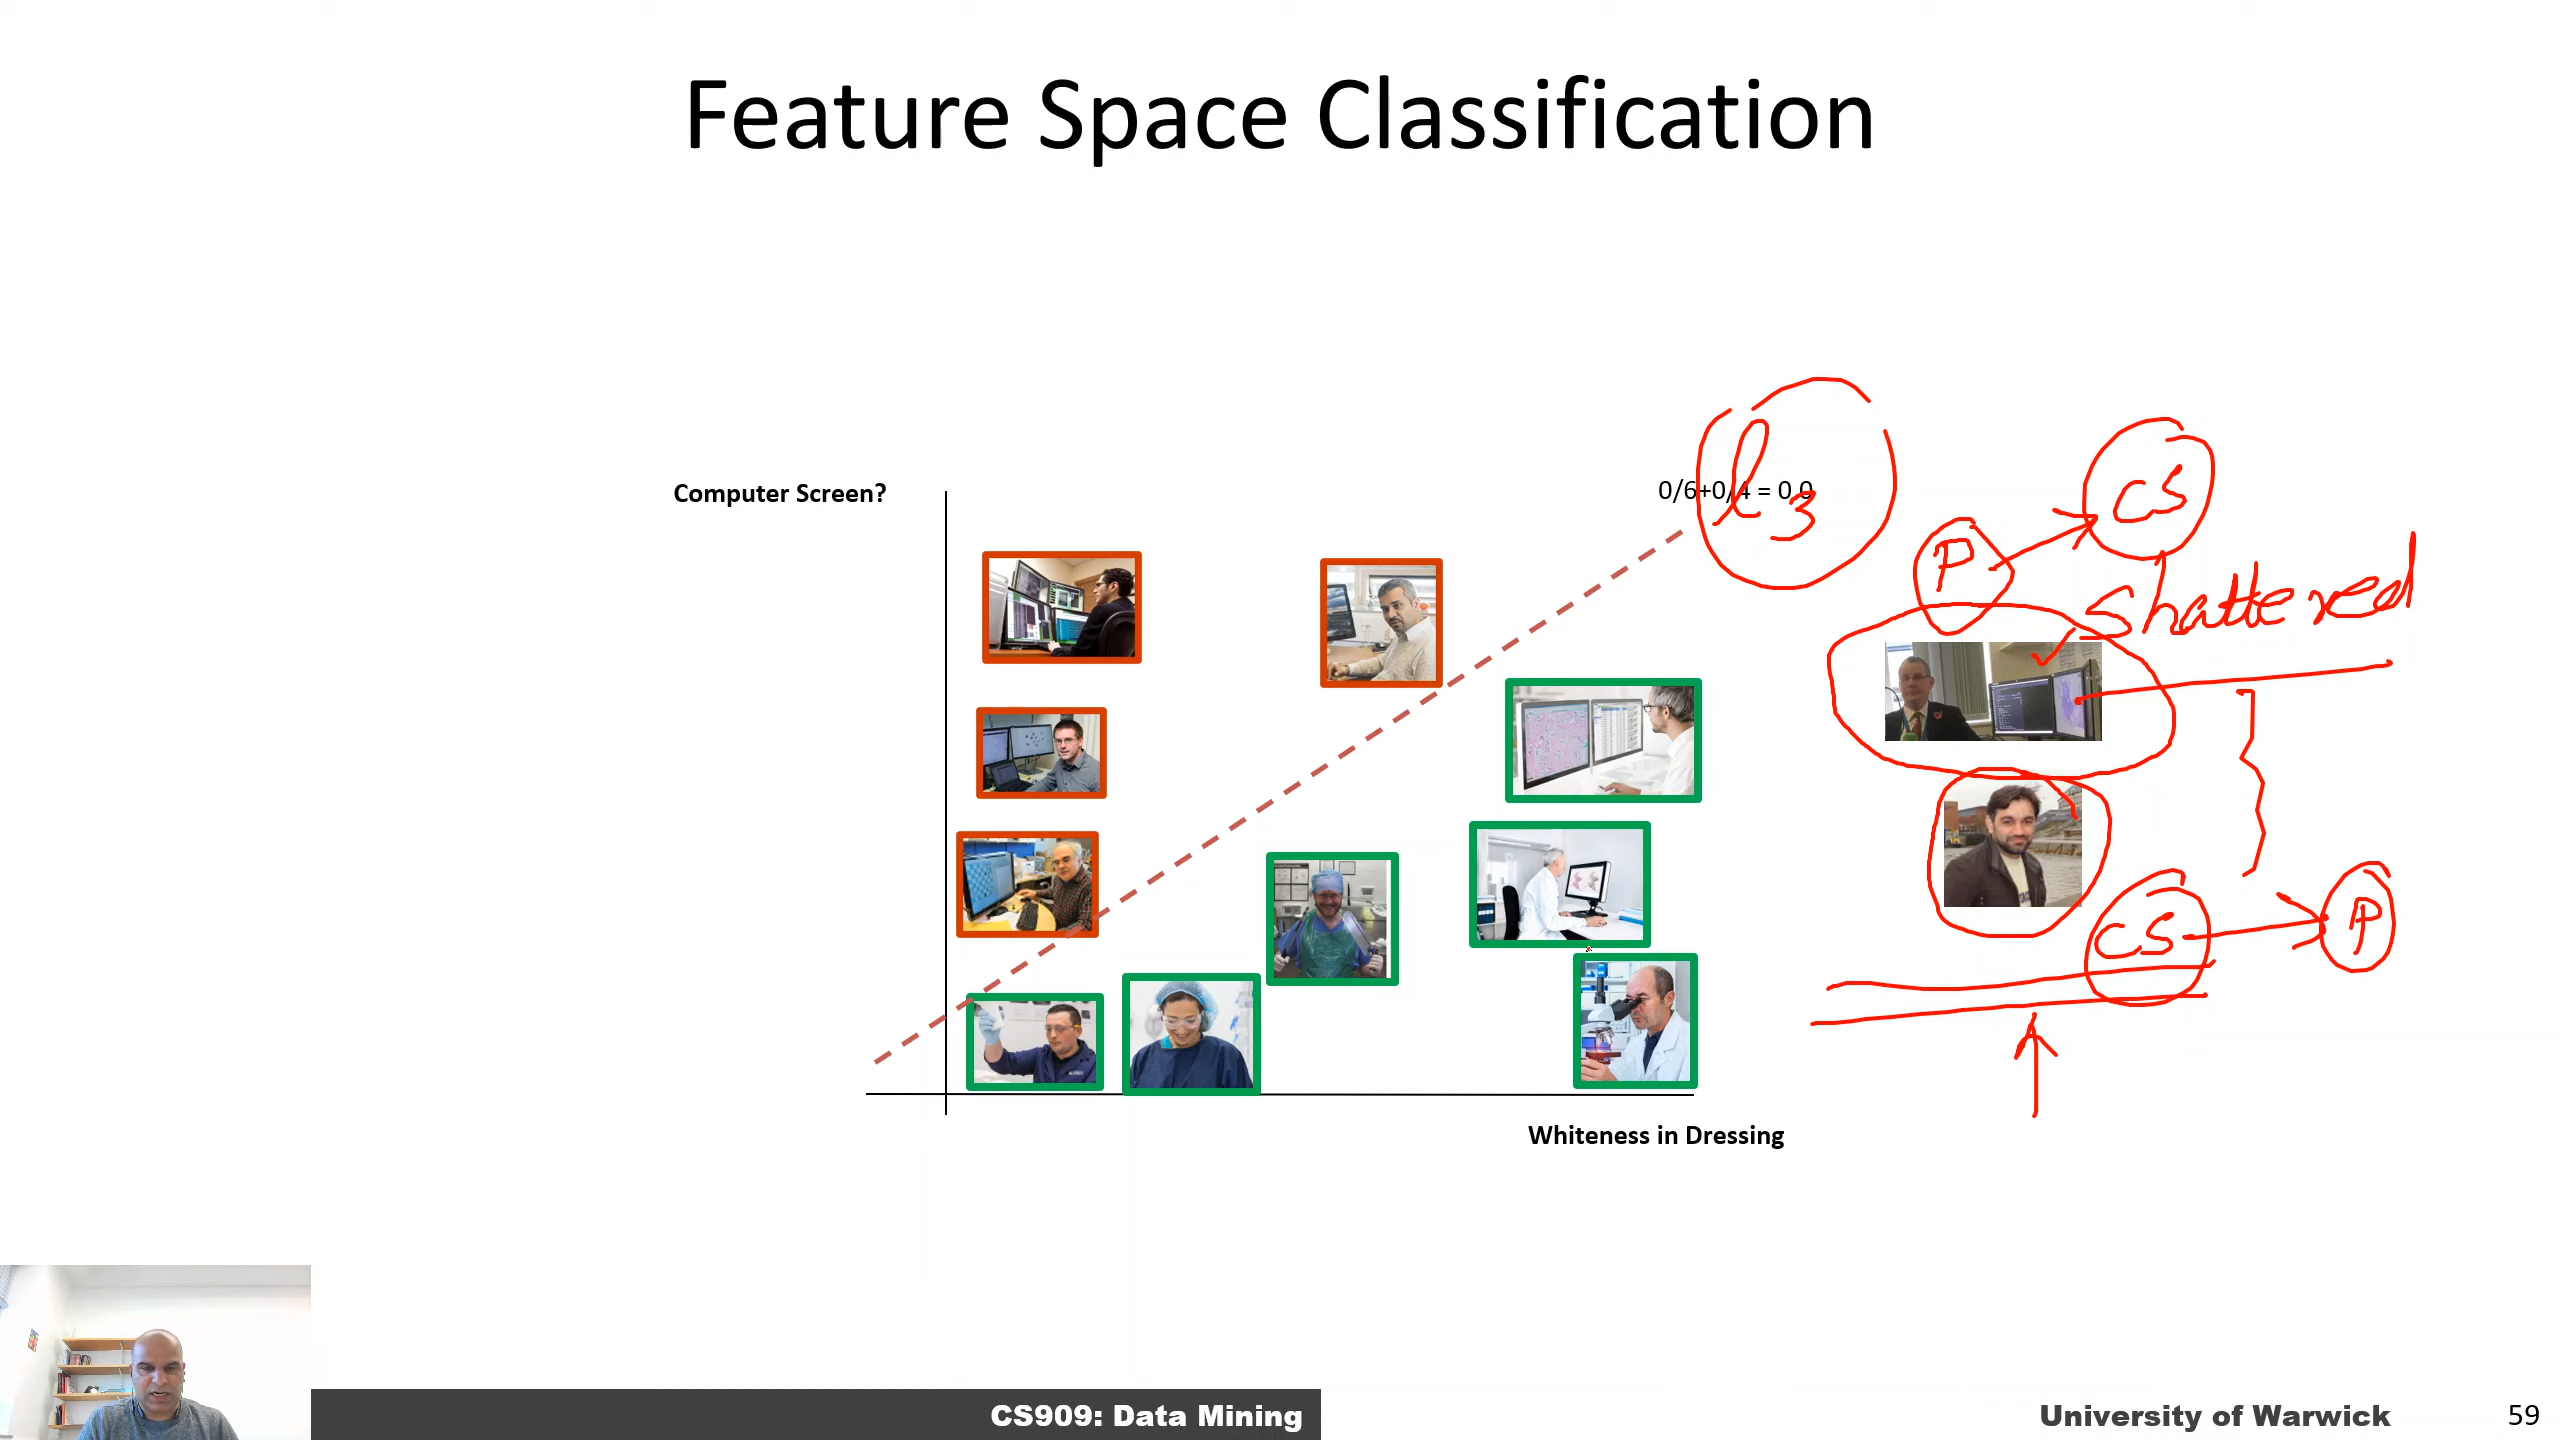 Feature Space Classification
Computer Screen?
0/6+0/4 = 0.0
l3
CS
P
Shattered
CS
P
Whiteness in Dressing
CS909: Data Mining
University of Warwick
59